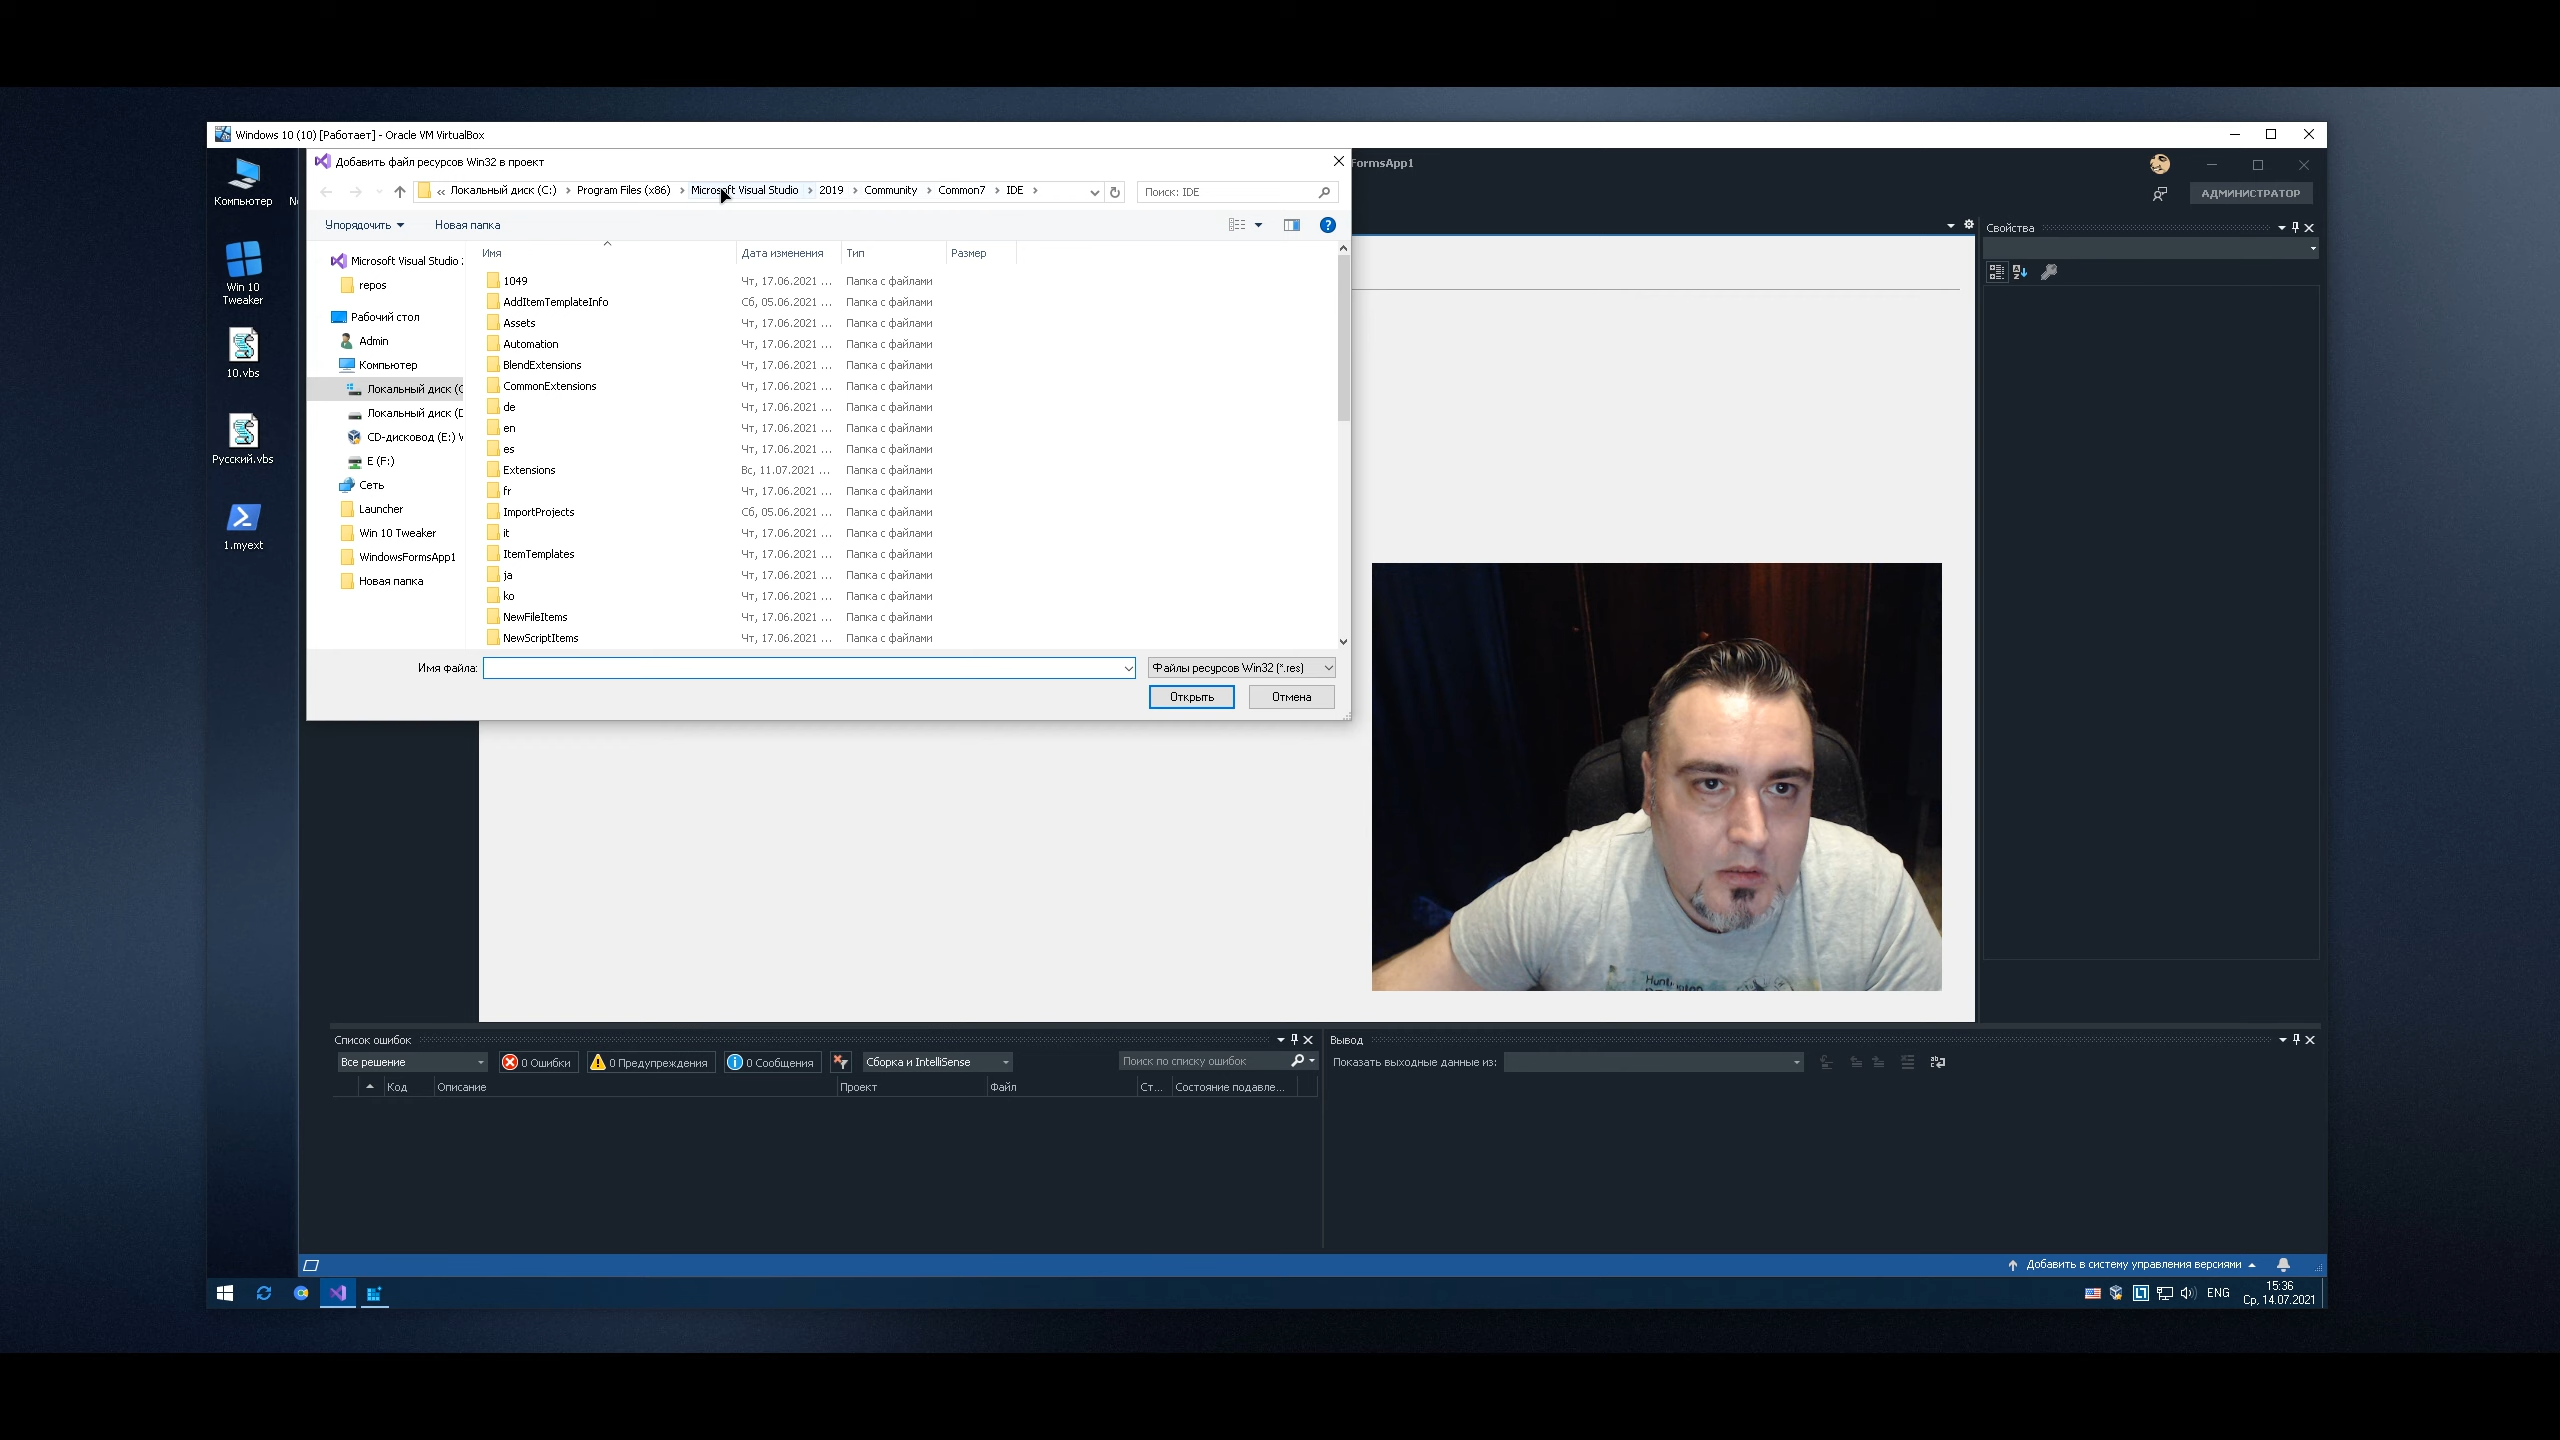 Windows 10 (10) [Работает] - Oracle VM VirtualBox
Компьютер
Win 10
Tweaker
10.vbs
Русский.vbs
1.myext
Добавить файл ресурсов Win32 в проект
« Локальный диск (C:) › Program Files (x86) › Microsoft Visual Studio › 2019 › Community › Common7 › IDE ›
Поиск: IDE
Упорядочить
Новая папка
Microsoft Visual Studio
repos
Рабочий стол
Admin
Компьютер
Локальный диск (C
Локальный диск (D
CD-дисковод (E:) V
E (F:)
Сеть
Launcher
Win 10 Tweaker
WindowsFormsApp1
Новая папка
Имя Дата изменения Тип Размер
1049 Чт, 17.06.2021 ... Папка с файлами
AddItemTemplateInfo Сб, 05.06.2021 ... Папка с файлами
Assets Чт, 17.06.2021 ... Папка с файлами
Automation Чт, 17.06.2021 ... Папка с файлами
BlendExtensions Чт, 17.06.2021 ... Папка с файлами
CommonExtensions Чт, 17.06.2021 ... Папка с файлами
de Чт, 17.06.2021 ... Папка с файлами
en Чт, 17.06.2021 ... Папка с файлами
es Чт, 17.06.2021 ... Папка с файлами
Extensions Вс, 11.07.2021 ... Папка с файлами
fr Чт, 17.06.2021 ... Папка с файлами
ImportProjects Сб, 05.06.2021 ... Папка с файлами
it Чт, 17.06.2021 ... Папка с файлами
ItemTemplates Чт, 17.06.2021 ... Папка с файлами
ja Чт, 17.06.2021 ... Папка с файлами
ko Чт, 17.06.2021 ... Папка с файлами
NewFileItems Чт, 17.06.2021 ... Папка с файлами
NewScriptItems Чт, 17.06.2021 ... Папка с файлами
Имя файла:
Файлы ресурсов Win32 (*.res)
Открыть
Отмена
FormsApp1
АДМИНИСТРАТОР
Свойства
Список ошибок
Все решение
0 Ошибки
0 Предупреждения
0 Сообщения
Сборка и IntelliSense
Поиск по списку ошибок
Код Описание Проект Файл Ст... Состояние подавле...
Вывод
Показать выходные данные из:
Добавить в систему управления версиями
ENG
15:36
Ср, 14.07.2021